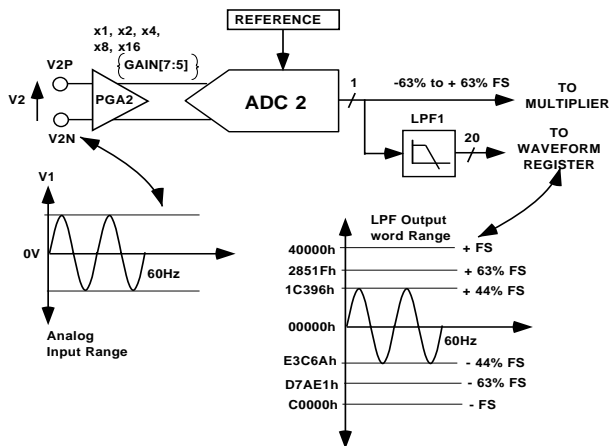 REFERENCE
x1, x2, x4,
x8, x16
{GAIN[7:5]}
V2P
V2
PGA2
V2N
ADC 2
1
-63% to + 63% FS
TO
MULTIPLIER
LPF1
20
TO
WAVEFORM
REGISTER
V1
0V
60Hz
Analog
Input Range
LPF Output
word Range
40000h
+ FS
2851Fh
+ 63% FS
1C396h
+ 44% FS
00000h
60Hz
E3C6Ah
- 44% FS
D7AE1h
- 63% FS
C0000h
- FS